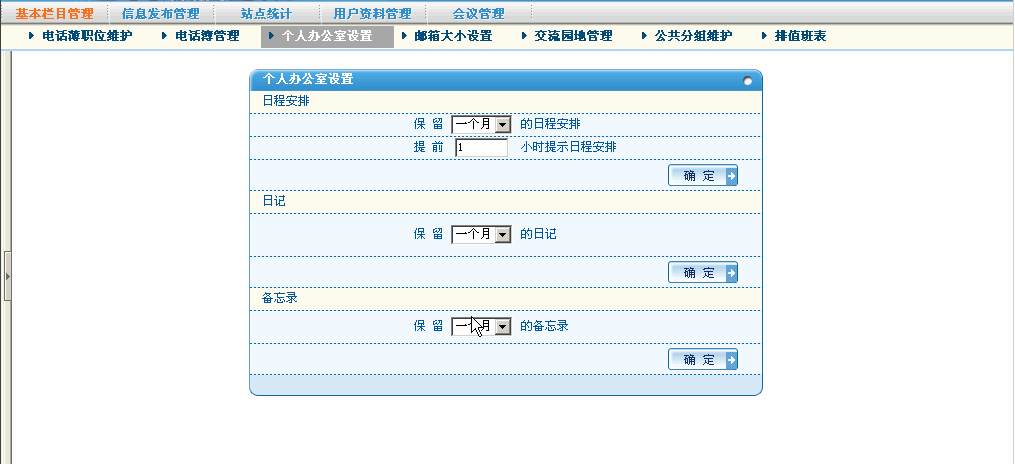 基本栏目管理 信息发布管理 站点统计 用户资料管理 会议管理
电话簿职位维护 电话簿管理 个人办公室设置 邮箱大小设置 交流园地管理 公共分组维护 排值班表
个人办公室设置
日程安排
保 留 一个月 的日程安排
提 前 1 小时提示日程安排
确 定
日记
保 留 一个月 的日记
确 定
备忘录
保 留 一个月 的备忘录
确 定